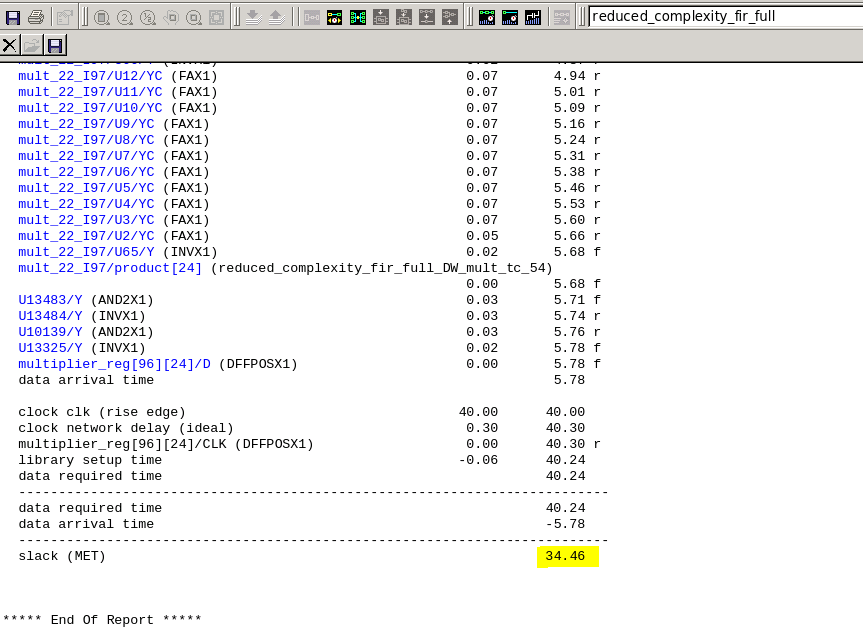 reduced_complexity_fir_full
mult_22_I97/U12/YC (FAX1) 0.07 4.94 r
mult_22_I97/U11/YC (FAX1) 0.07 5.01 r
mult_22_I97/U10/YC (FAX1) 0.07 5.09 r
mult_22_I97/U9/YC (FAX1) 0.07 5.16 r
mult_22_I97/U8/YC (FAX1) 0.07 5.24 r
mult_22_I97/U7/YC (FAX1) 0.07 5.31 r
mult_22_I97/U6/YC (FAX1) 0.07 5.38 r
mult_22_I97/U5/YC (FAX1) 0.07 5.46 r
mult_22_I97/U4/YC (FAX1) 0.07 5.53 r
mult_22_I97/U3/YC (FAX1) 0.07 5.60 r
mult_22_I97/U2/YC (FAX1) 0.05 5.66 r
mult_22_I97/U65/Y (INVX1) 0.02 5.68 f
mult_22_I97/product[24] (reduced_complexity_fir_full_DW_mult_tc_54)
0.00 5.68 f
U13483/Y (AND2X1) 0.03 5.71 f
U13484/Y (INVX1) 0.03 5.74 r
U10139/Y (AND2X1) 0.03 5.76 r
U13325/Y (INVX1) 0.02 5.78 f
multiplier_reg[96][24]/D (DFFPOSX1) 0.00 5.78 f
data arrival time 5.78
clock clk (rise edge) 40.00 40.00
clock network delay (ideal) 0.30 40.30
multiplier_reg[96][24]/CLK (DFFPOSX1) 0.00 40.30 r
library setup time -0.06 40.24
data required time 40.24
--------------------------------------------------------------------------
data required time 40.24
data arrival time -5.78
--------------------------------------------------------------------------
slack (MET) 34.46
***** End Of Report *****